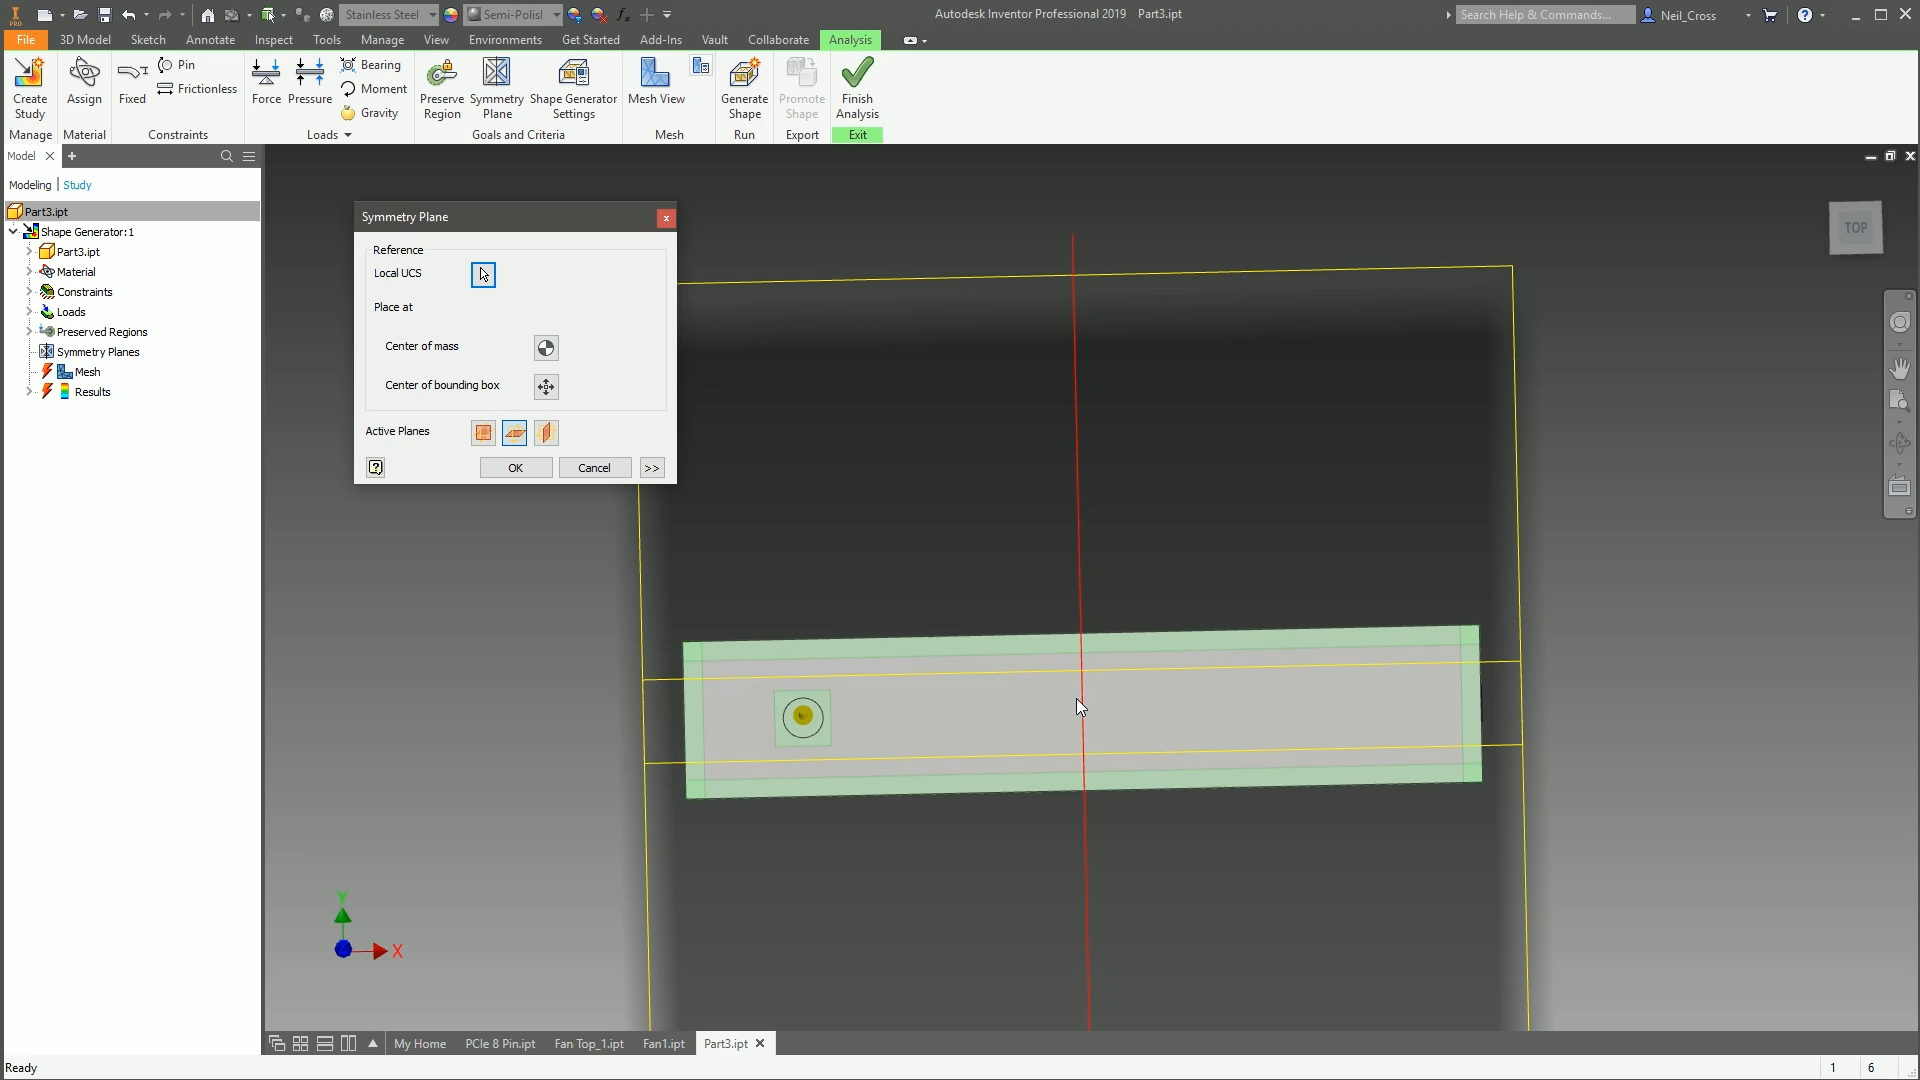 PRO
Stainless Steel
Semi-Polisl
fx
Autodesk Inventor Professional 2019 Part3.ipt
Search Help & Commands...
Neil_Cross
File 3D Model Sketch Annotate Inspect Tools Manage View Environments Get Started Add-Ins Vault Collaborate Analysis
Create Study
Assign
Fixed
Pin
Frictionless
Force
Pressure
Bearing
Moment
Gravity
Preserve Region
Symmetry Plane
Shape Generator Settings
Mesh View
Generate Shape
Promote Shape
Finish Analysis
Manage Material Constraints Loads Goals and Criteria Mesh Run Export Exit
Model
Modeling Study
Part3.ipt
Shape Generator:1
Part3.ipt
Material
Constraints
Loads
Preserved Regions
Symmetry Planes
Mesh
Results
Symmetry Plane
Reference
Local UCS
Place at
Center of mass
Center of bounding box
Active Planes
OK Cancel >>
TOP
Y
X
My Home PCIe 8 Pin.ipt Fan Top_1.ipt Fan1.ipt Part3.ipt
Ready
1 6